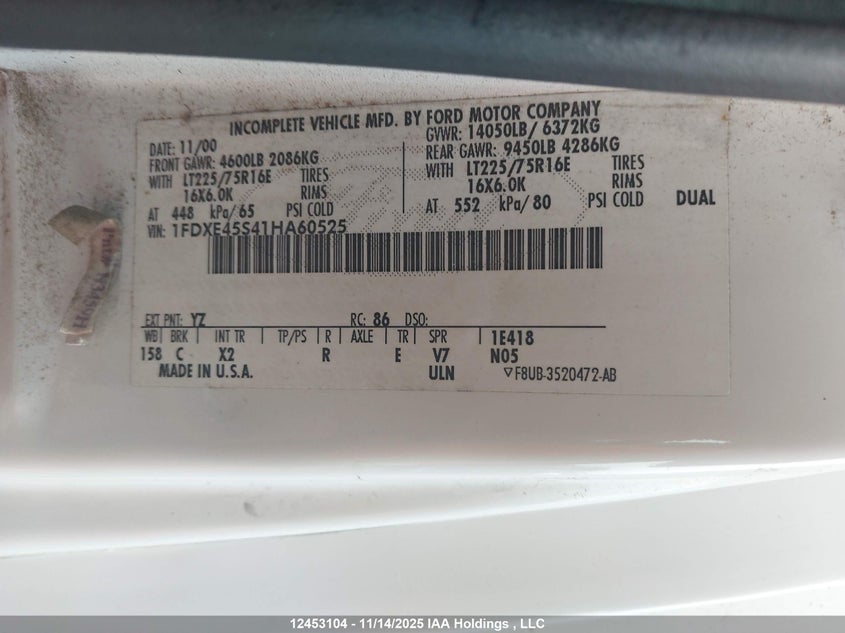 INCOMPLETE VEHICLE MFD. BY FORD MOTOR COMPANY
DATE: 11/00 GVWR: 14050LB/ 6372KG
FRONT GAWR: 4600LB 2086KG REAR GAWR: 9450LB 4286KG
WITH LT225/75R16E TIRES WITH LT225/75R16E TIRES
16X6.0K RIMS 16X6.0K RIMS
AT 448 kPa/65 PSI COLD AT 552 kPa/80 PSI COLD DUAL
VIN: 1FDXE45S41HA60525
EXT PNT: YZ RC: 86 DSO:
WB BRK INT TR TP/PS R AXLE TR SPR 1E418
158 C X2 R E V7 N05
MADE IN U.S.A. ULN ▽F8UB-3520472-AB
12453104 - 11/14/2025 IAA Holdings , LLC